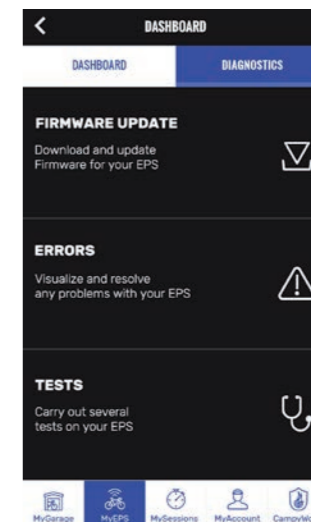 DASHBOARD
DASHBOARD
DIAGNOSTICS
FIRMWARE UPDATE
Download and update
Firmware for your EPS
ERRORS
Visualize and resolve
any problems with your EPS
TESTS
Carry out several
tests on your EPS
MyGarage
MyEPS
MySessions
MyAccount